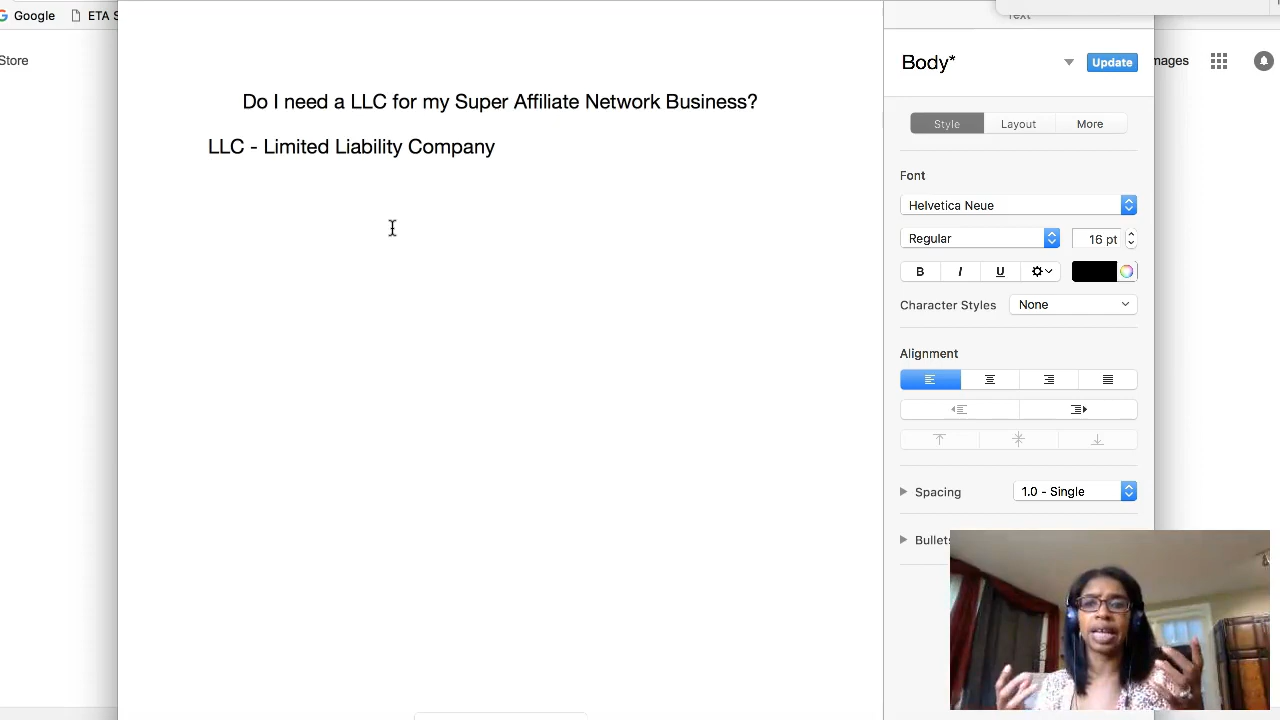 Google
ETA S
Text
Store
Body*
Update
mages
Do I need a LLC for my Super Affiliate Network Business?
LLC - Limited Liability Company
Style
Layout
More
Font
Helvetica Neue
Regular
16 pt
B
I
U
Character Styles
None
Alignment
Spacing
1.0 - Single
Bullets